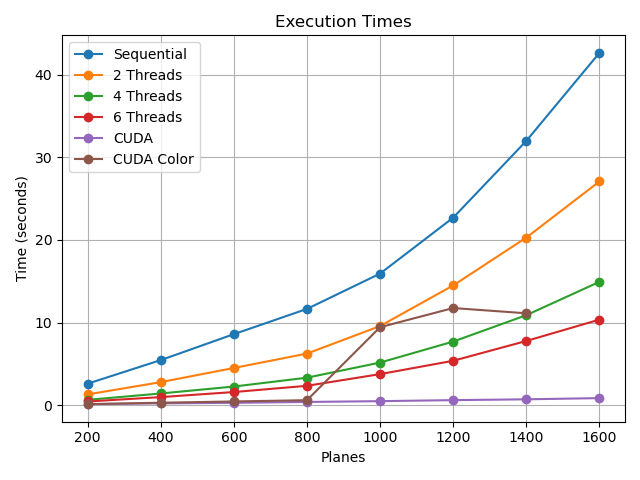 Execution Times
Sequential
2 Threads
4 Threads
6 Threads
CUDA
CUDA Color
Time (seconds)
40
30
20
10
0
200 400 600 800 1000 1200 1400 1600
Planes